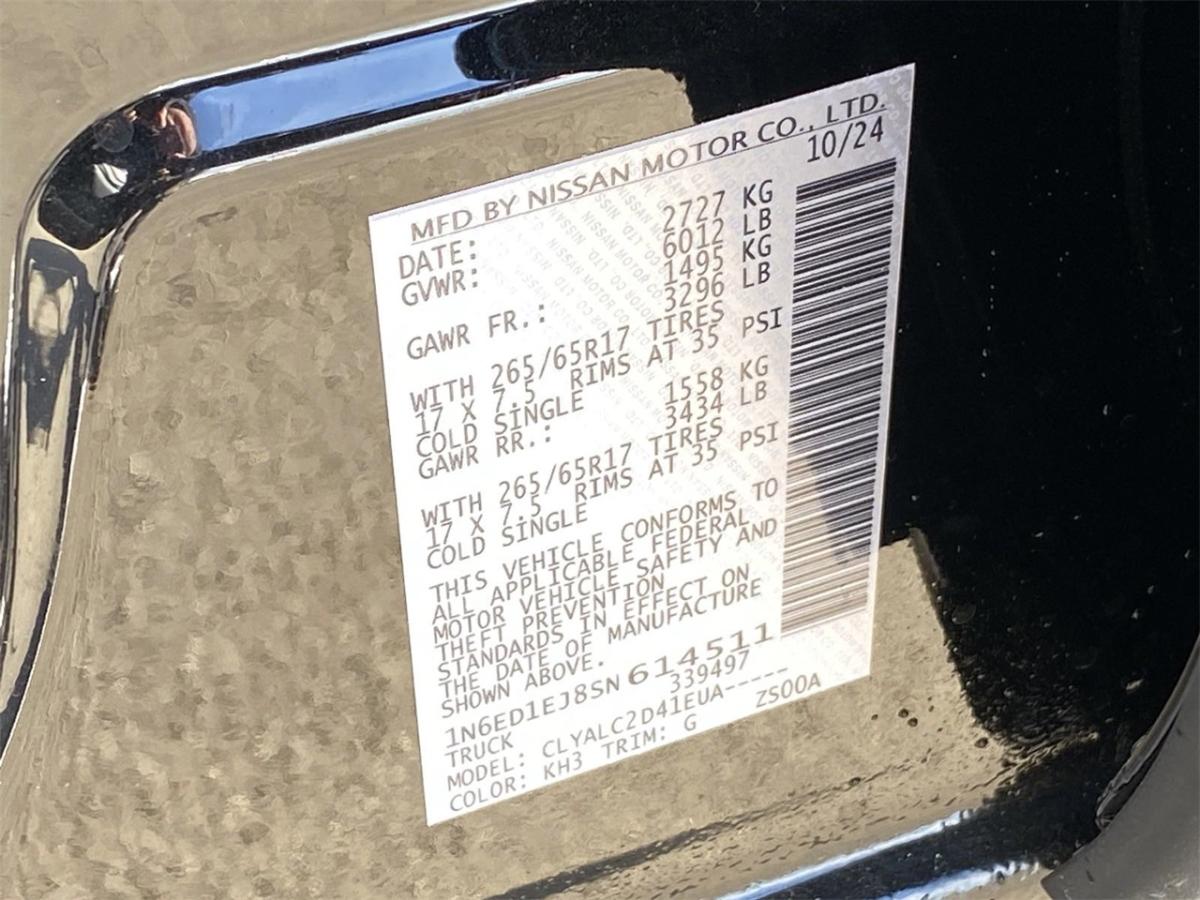 MFD BY NISSAN MOTOR CO., LTD.
DATE: 10/24
GVWR: 2727 KG
6012 LB
GAWR FR.: 1495 KG
3296 LB
WITH 265/65R17 TIRES
17 X 7.5 RIMS AT 35 PSI
COLD SINGLE
GAWR RR.: 1558 KG
3434 LB
WITH 265/65R17 TIRES
17 X 7.5 RIMS AT 35 PSI
COLD SINGLE
THIS VEHICLE CONFORMS TO
ALL APPLICABLE FEDERAL
MOTOR VEHICLE SAFETY AND
THEFT PREVENTION
STANDARDS IN EFFECT ON
THE DATE OF MANUFACTURE
SHOWN ABOVE.
1N6ED1EJ8SN614511
TRUCK 339497
MODEL: CLYALC2D41EUA-----
COLOR: KH3 TRIM: G ZS00A